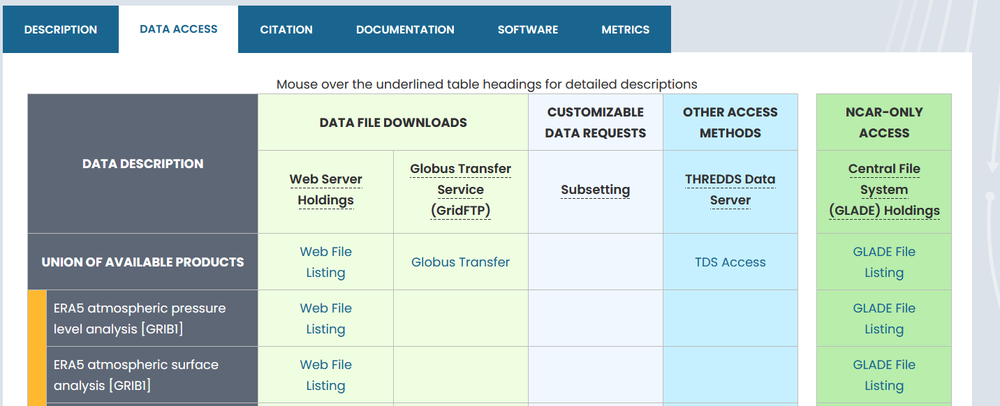 DESCRIPTION
DATA ACCESS
CITATION
DOCUMENTATION
SOFTWARE
METRICS
Mouse over the underlined table headings for detailed descriptions
DATA DESCRIPTION
DATA FILE DOWNLOADS
CUSTOMIZABLE
DATA REQUESTS
OTHER ACCESS
METHODS
NCAR-ONLY
ACCESS
Web Server
Holdings
Globus Transfer
Service
(GridFTP)
Subsetting
THREDDS Data
Server
Central File
System
(GLADE) Holdings
UNION OF AVAILABLE PRODUCTS
Web File
Listing
Globus Transfer
TDS Access
GLADE File
Listing
ERA5 atmospheric pressure
level analysis [GRIB1]
Web File
Listing
GLADE File
Listing
ERA5 atmospheric surface
analysis [GRIB1]
Web File
Listing
GLADE File
Listing